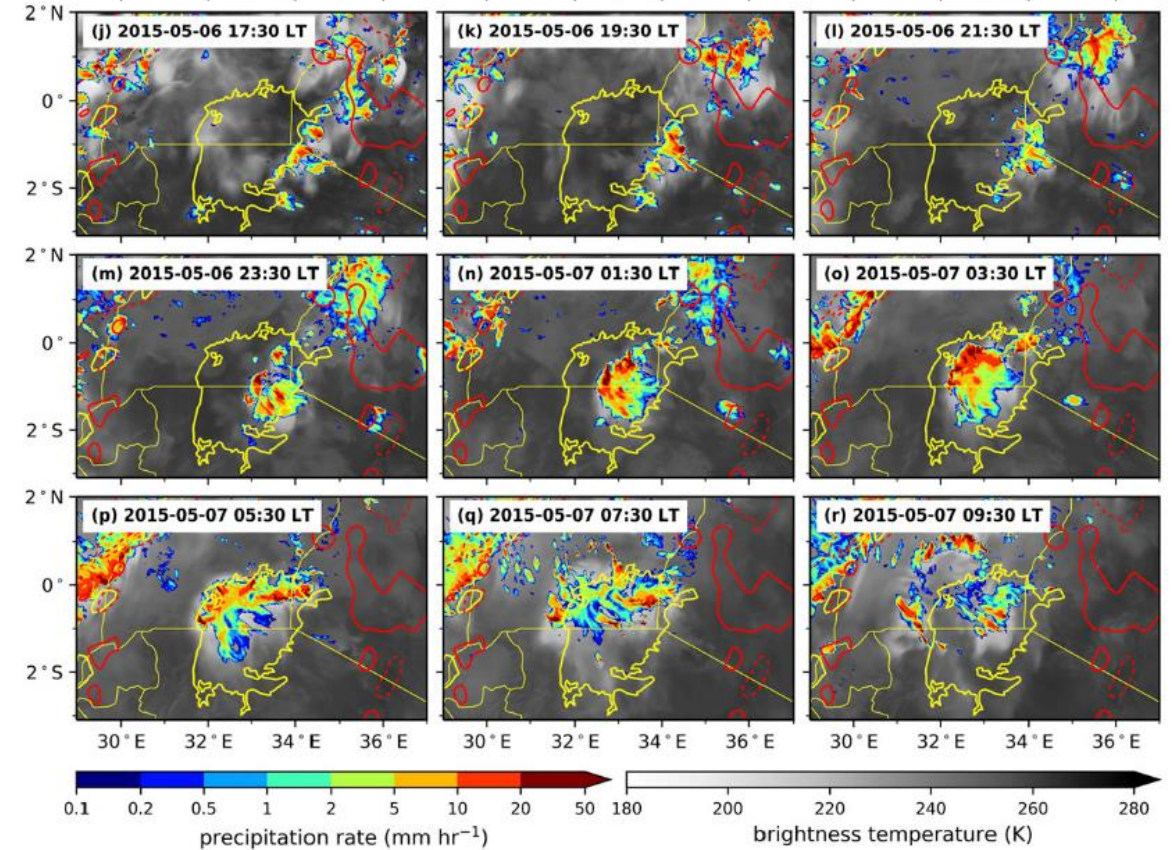 2°N
(j) 2015-05-06 17:30 LT
(k) 2015-05-06 19:30 LT
(l) 2015-05-06 21:30 LT
0°
2°S
2°N
(m) 2015-05-06 23:30 LT
(n) 2015-05-07 01:30 LT
(o) 2015-05-07 03:30 LT
0°
2°S
2°N
(p) 2015-05-07 05:30 LT
(q) 2015-05-07 07:30 LT
(r) 2015-05-07 09:30 LT
0°
2°S
30°E 32°E 34°E 36°E 30°E 32°E 34°E 36°E 30°E 32°E 34°E 36°E
0.1 0.2 0.5 1 2 5 10 20 50 180 200 220 240 260 280
precipitation rate (mm hr⁻¹)
brightness temperature (K)